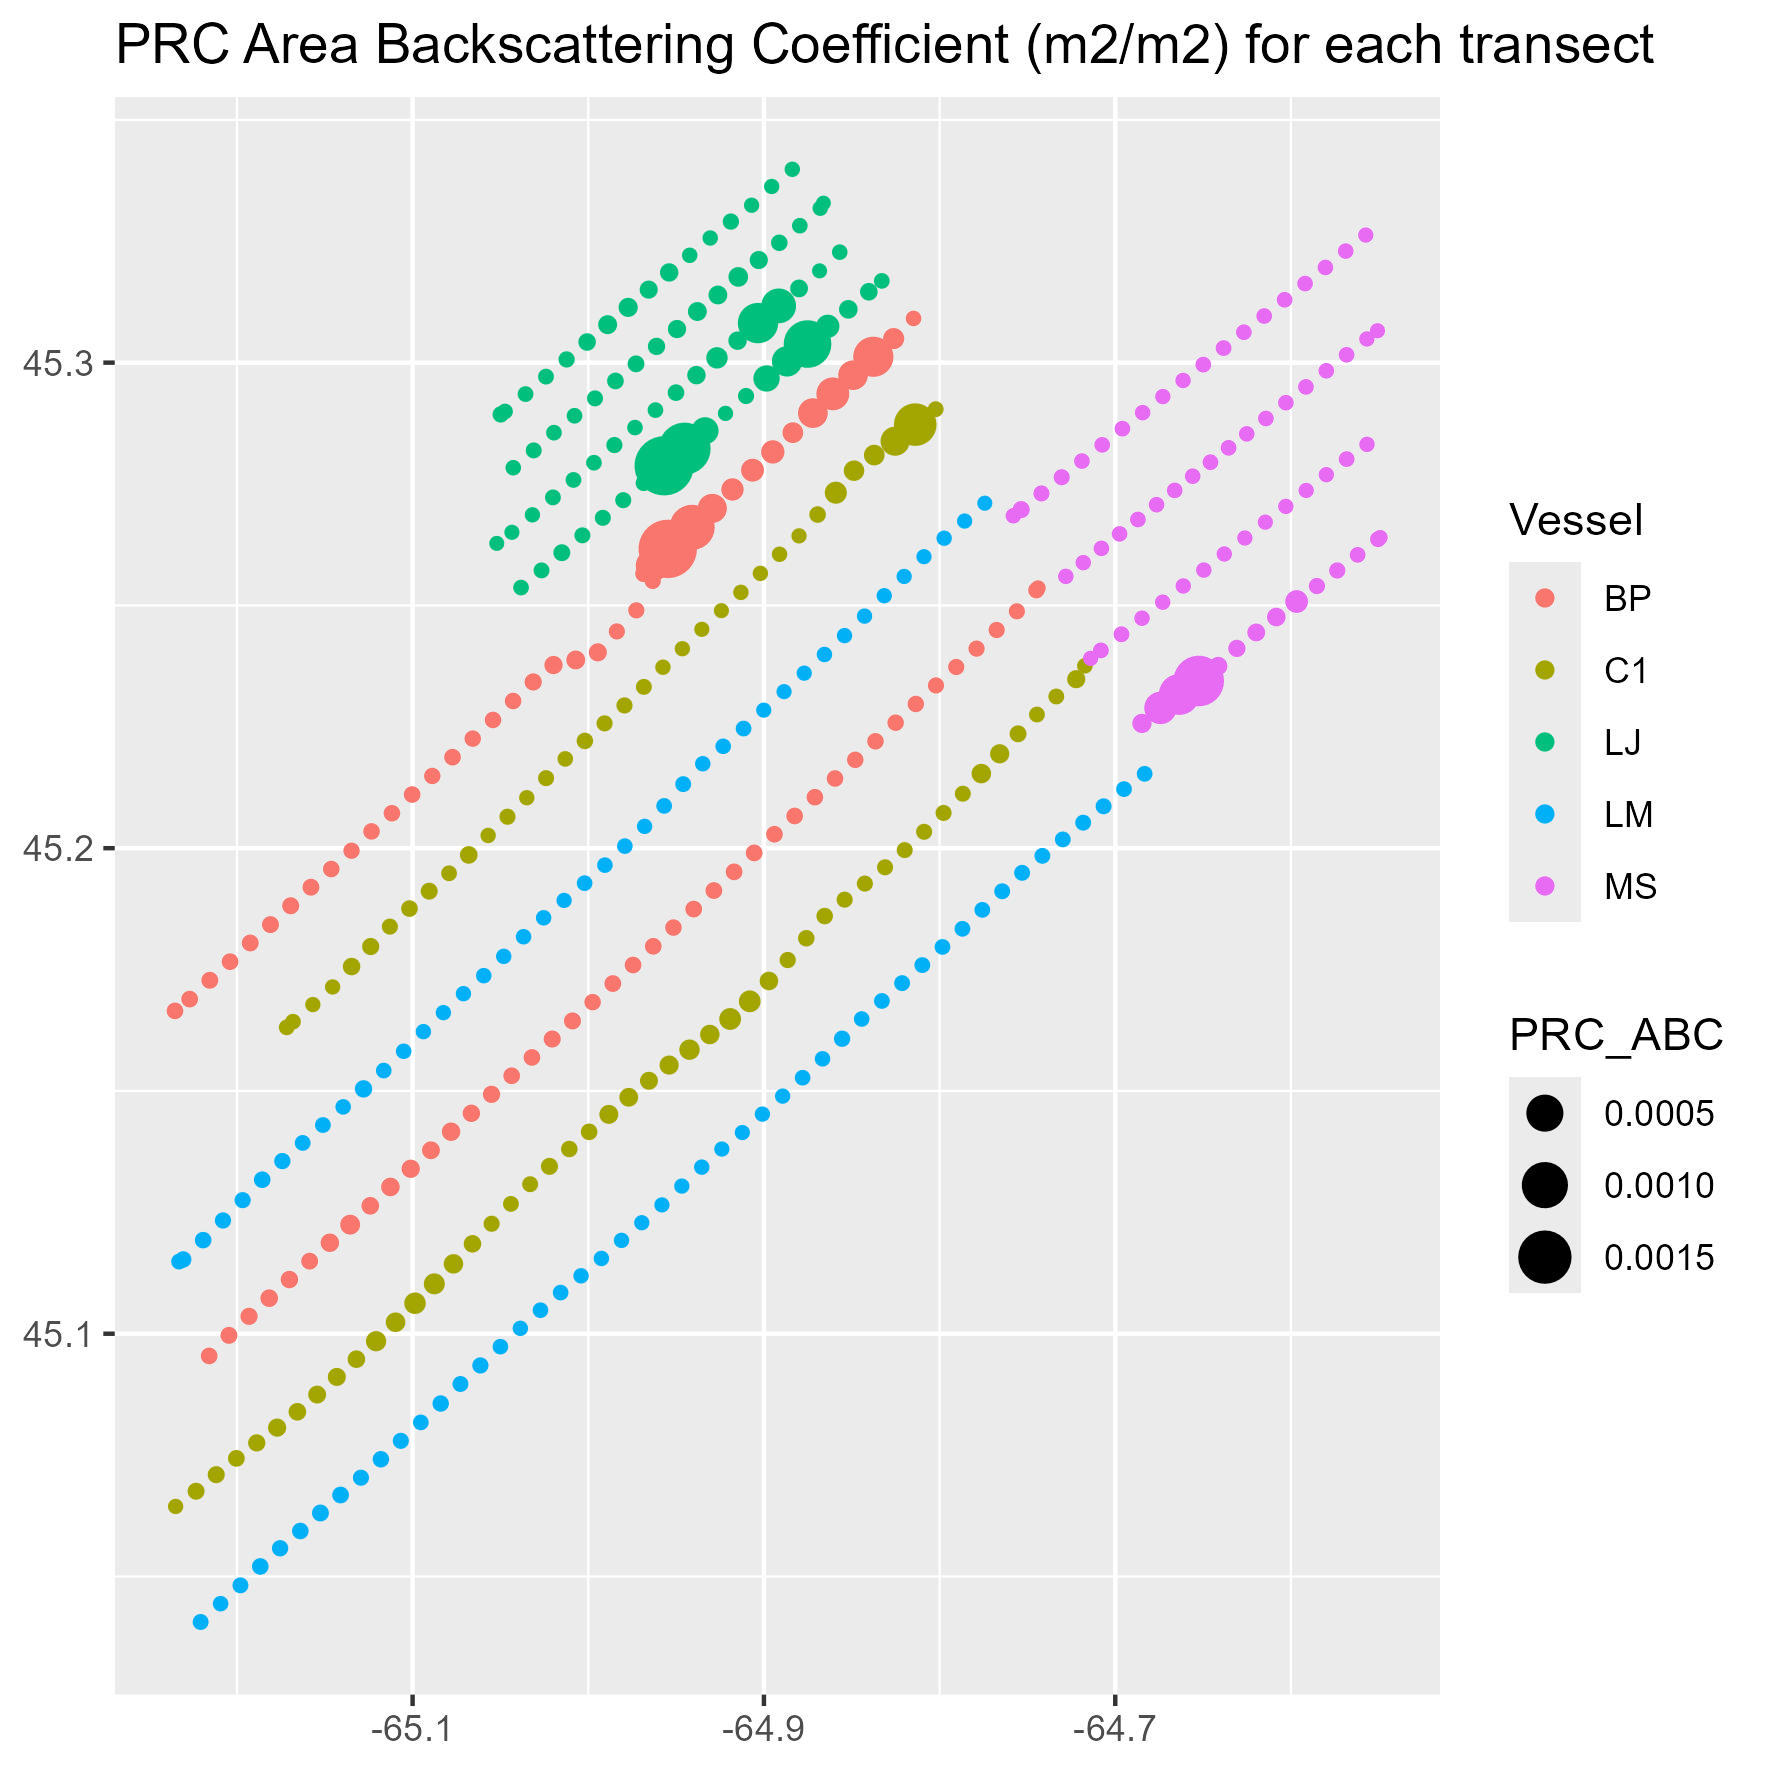 PRC Area Backscattering Coefficient (m2/m2) for each transect
45.3
45.2
45.1
-65.1
-64.9
-64.7
Vessel
BP
C1
LJ
LM
MS
PRC_ABC
0.0005
0.0010
0.0015